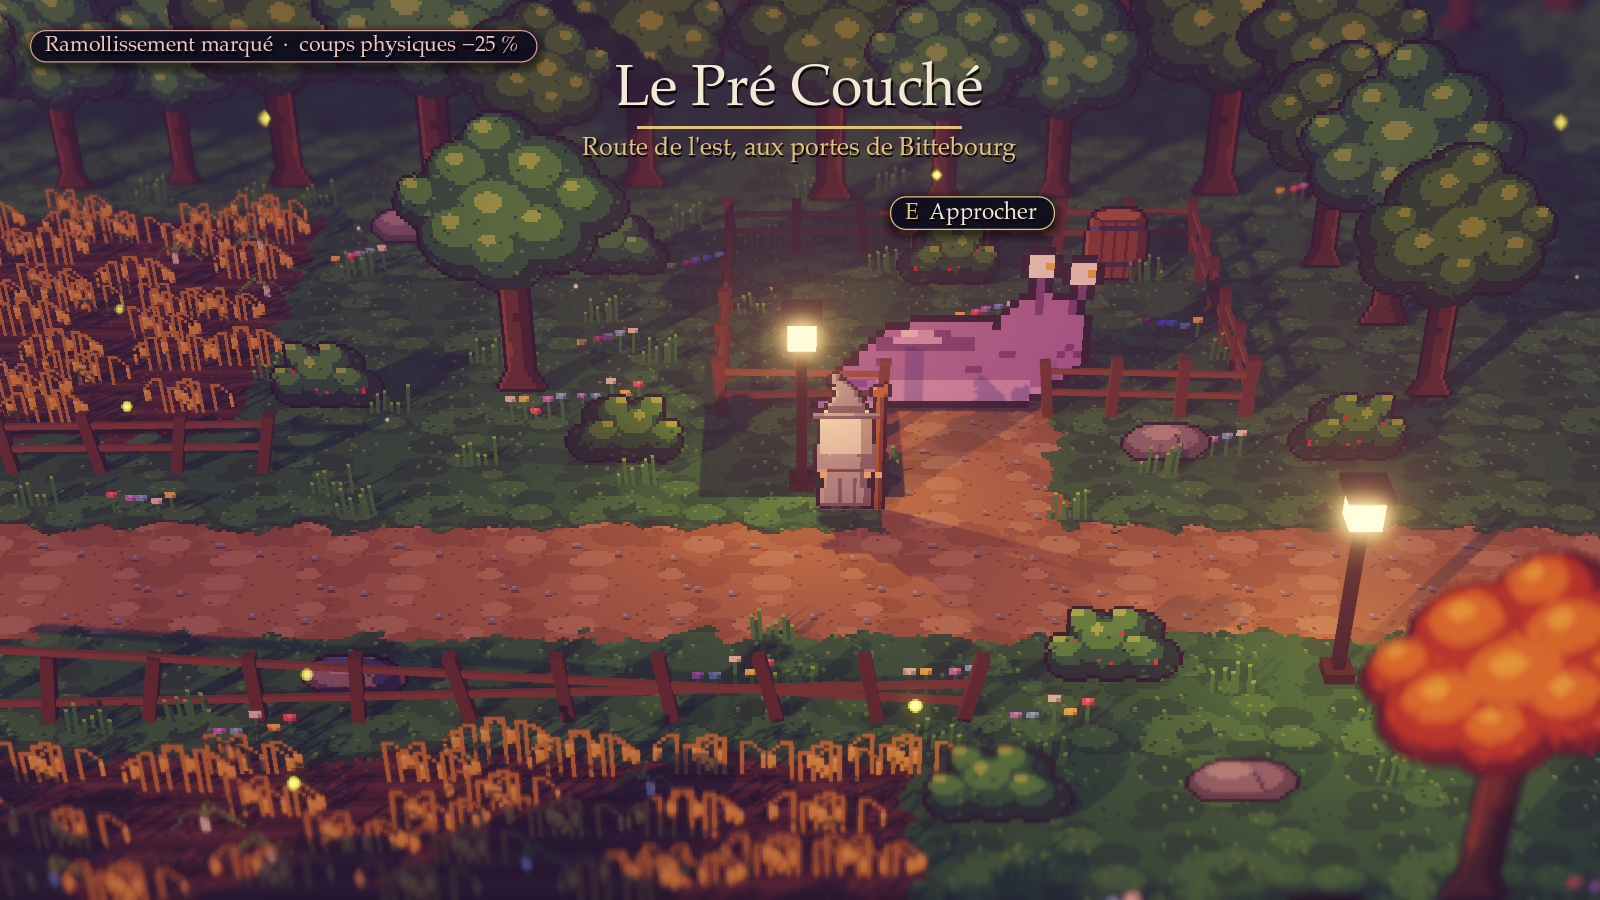 Ramollissement marqué · coups physiques −25 %
Le Pré Couché
Route de l'est, aux portes de Bittebourg
E Approcher